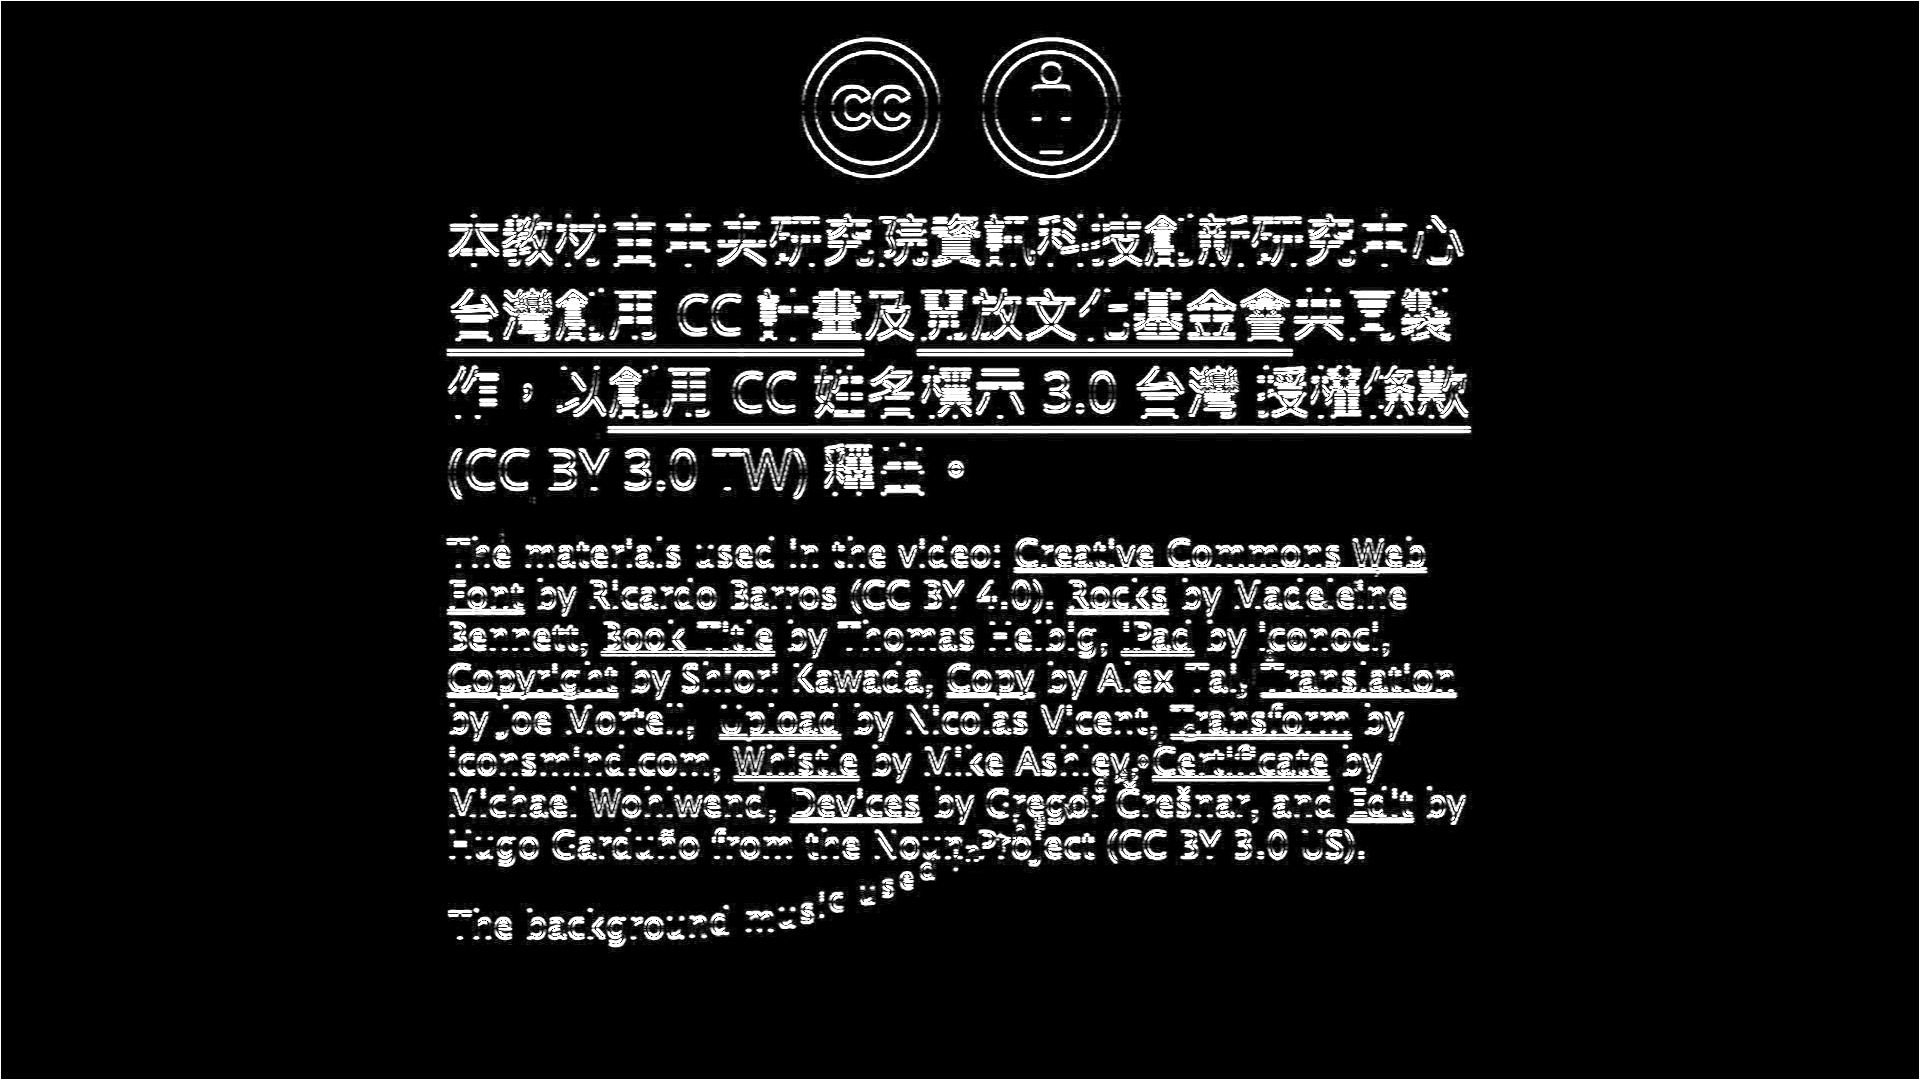 CC
本教材由中央研究院資訊科技創新研究中心
台灣創用 CC 計畫及開放文化基金會共同製
作，以創用 CC 姓名標示 3.0 台灣 授權條款
(CC BY 3.0 TW) 釋出。
The materials used in the video: Creative Commons Web
Font by Ricardo Barros (CC BY 4.0). Rocks by Madeleine
Bennett, Book Title by Thomas Helbig, iPad by iconoci,
Copyright by Shiori Kawada, Copy by Alex Tai, Translation
by Joe Mortell, Upload by Nicolas Vicent, Transform by
iconsmind.com, Whistle by Mike Ashley, Certificate by
Michael Wohlwend, Devices by Gregor Črešnar, and Edit by
Hugo Garduño from the Noun Project (CC BY 3.0 US).
The background music used